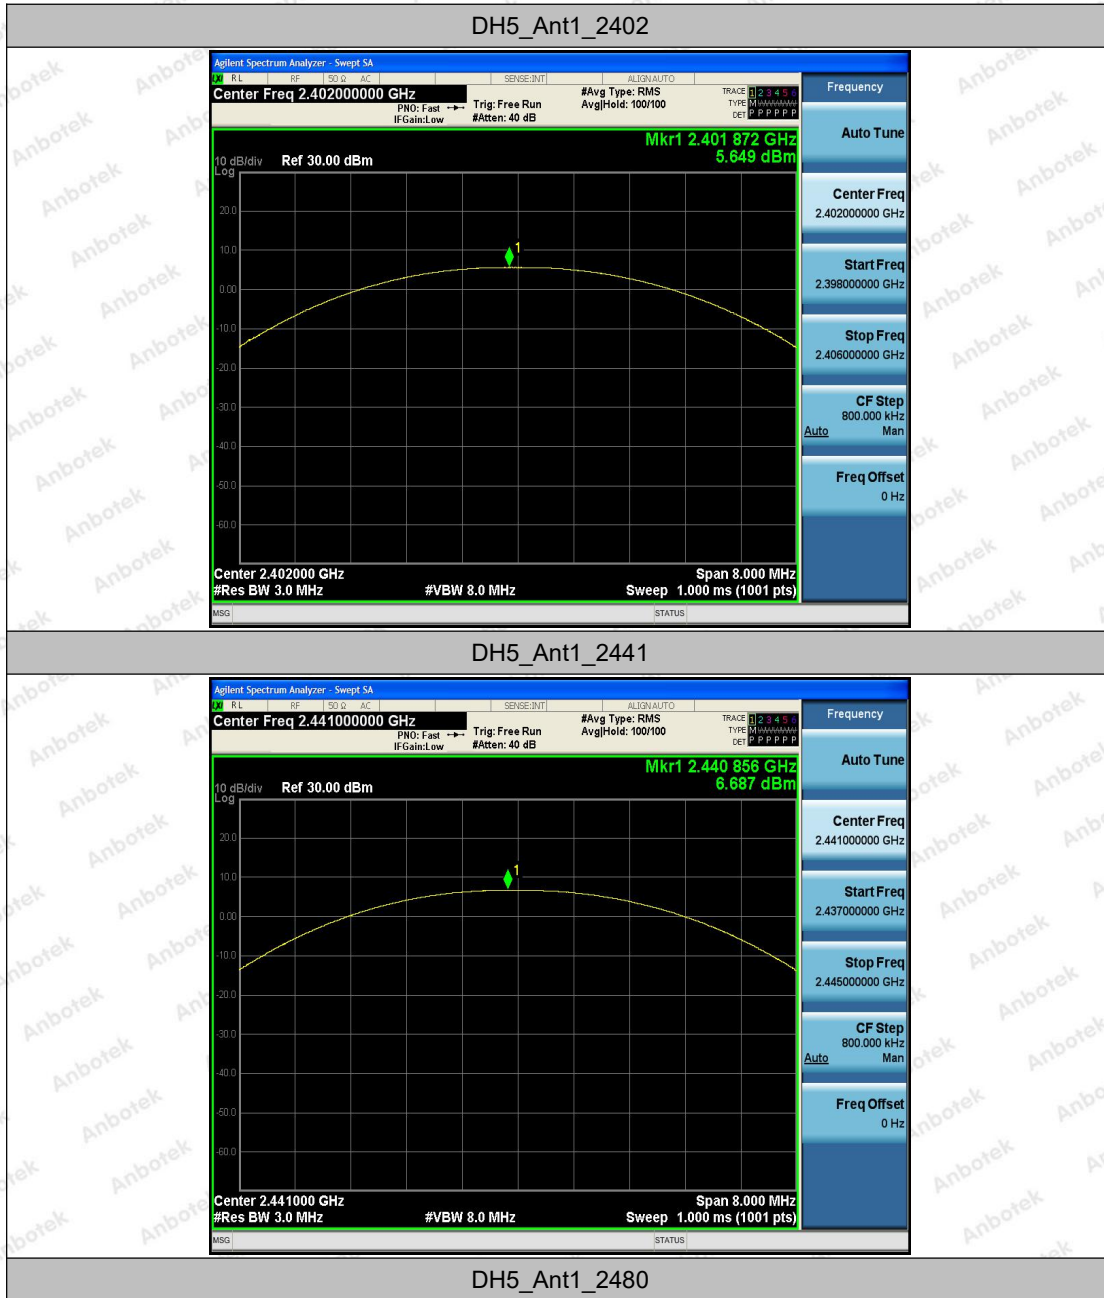 DH5_Ant1_2402
Agilent Spectrum Analyzer - Swept SA
RL RF 50 Ω AC SENSE:INT ALIGNAUTO
Center Freq 2.402000000 GHz
PNO: Fast
IFGain:Low
Trig: Free Run
#Atten: 40 dB
#Avg Type: RMS
Avg|Hold: 100/100
TRACE 1 2 3 4 5 6
TYPE M
DET P P P P P P
Mkr1 2.401 872 GHz
5.649 dBm
10 dB/div
Log
Ref 30.00 dBm
20.0
10.0
0.00
-10.0
-20.0
-30.0
-40.0
-50.0
-60.0
1
Center 2.402000 GHz
Span 8.000 MHz
#Res BW 3.0 MHz
#VBW 8.0 MHz
Sweep 1.000 ms (1001 pts)
MSG STATUS
Frequency
Auto Tune
Center Freq
2.402000000 GHz
Start Freq
2.398000000 GHz
Stop Freq
2.406000000 GHz
CF Step
800.000 kHz
Auto Man
Freq Offset
0 Hz
DH5_Ant1_2441
Agilent Spectrum Analyzer - Swept SA
RL RF 50 Ω AC SENSE:INT ALIGNAUTO
Center Freq 2.441000000 GHz
PNO: Fast
IFGain:Low
Trig: Free Run
#Atten: 40 dB
#Avg Type: RMS
Avg|Hold: 100/100
TRACE 1 2 3 4 5 6
TYPE M
DET P P P P P P
Mkr1 2.440 856 GHz
6.687 dBm
10 dB/div
Log
Ref 30.00 dBm
20.0
10.0
0.00
-10.0
-20.0
-30.0
-40.0
-50.0
-60.0
1
Center 2.441000 GHz
Span 8.000 MHz
#Res BW 3.0 MHz
#VBW 8.0 MHz
Sweep 1.000 ms (1001 pts)
MSG STATUS
Frequency
Auto Tune
Center Freq
2.441000000 GHz
Start Freq
2.437000000 GHz
Stop Freq
2.445000000 GHz
CF Step
800.000 kHz
Auto Man
Freq Offset
0 Hz
DH5_Ant1_2480
Anbotek